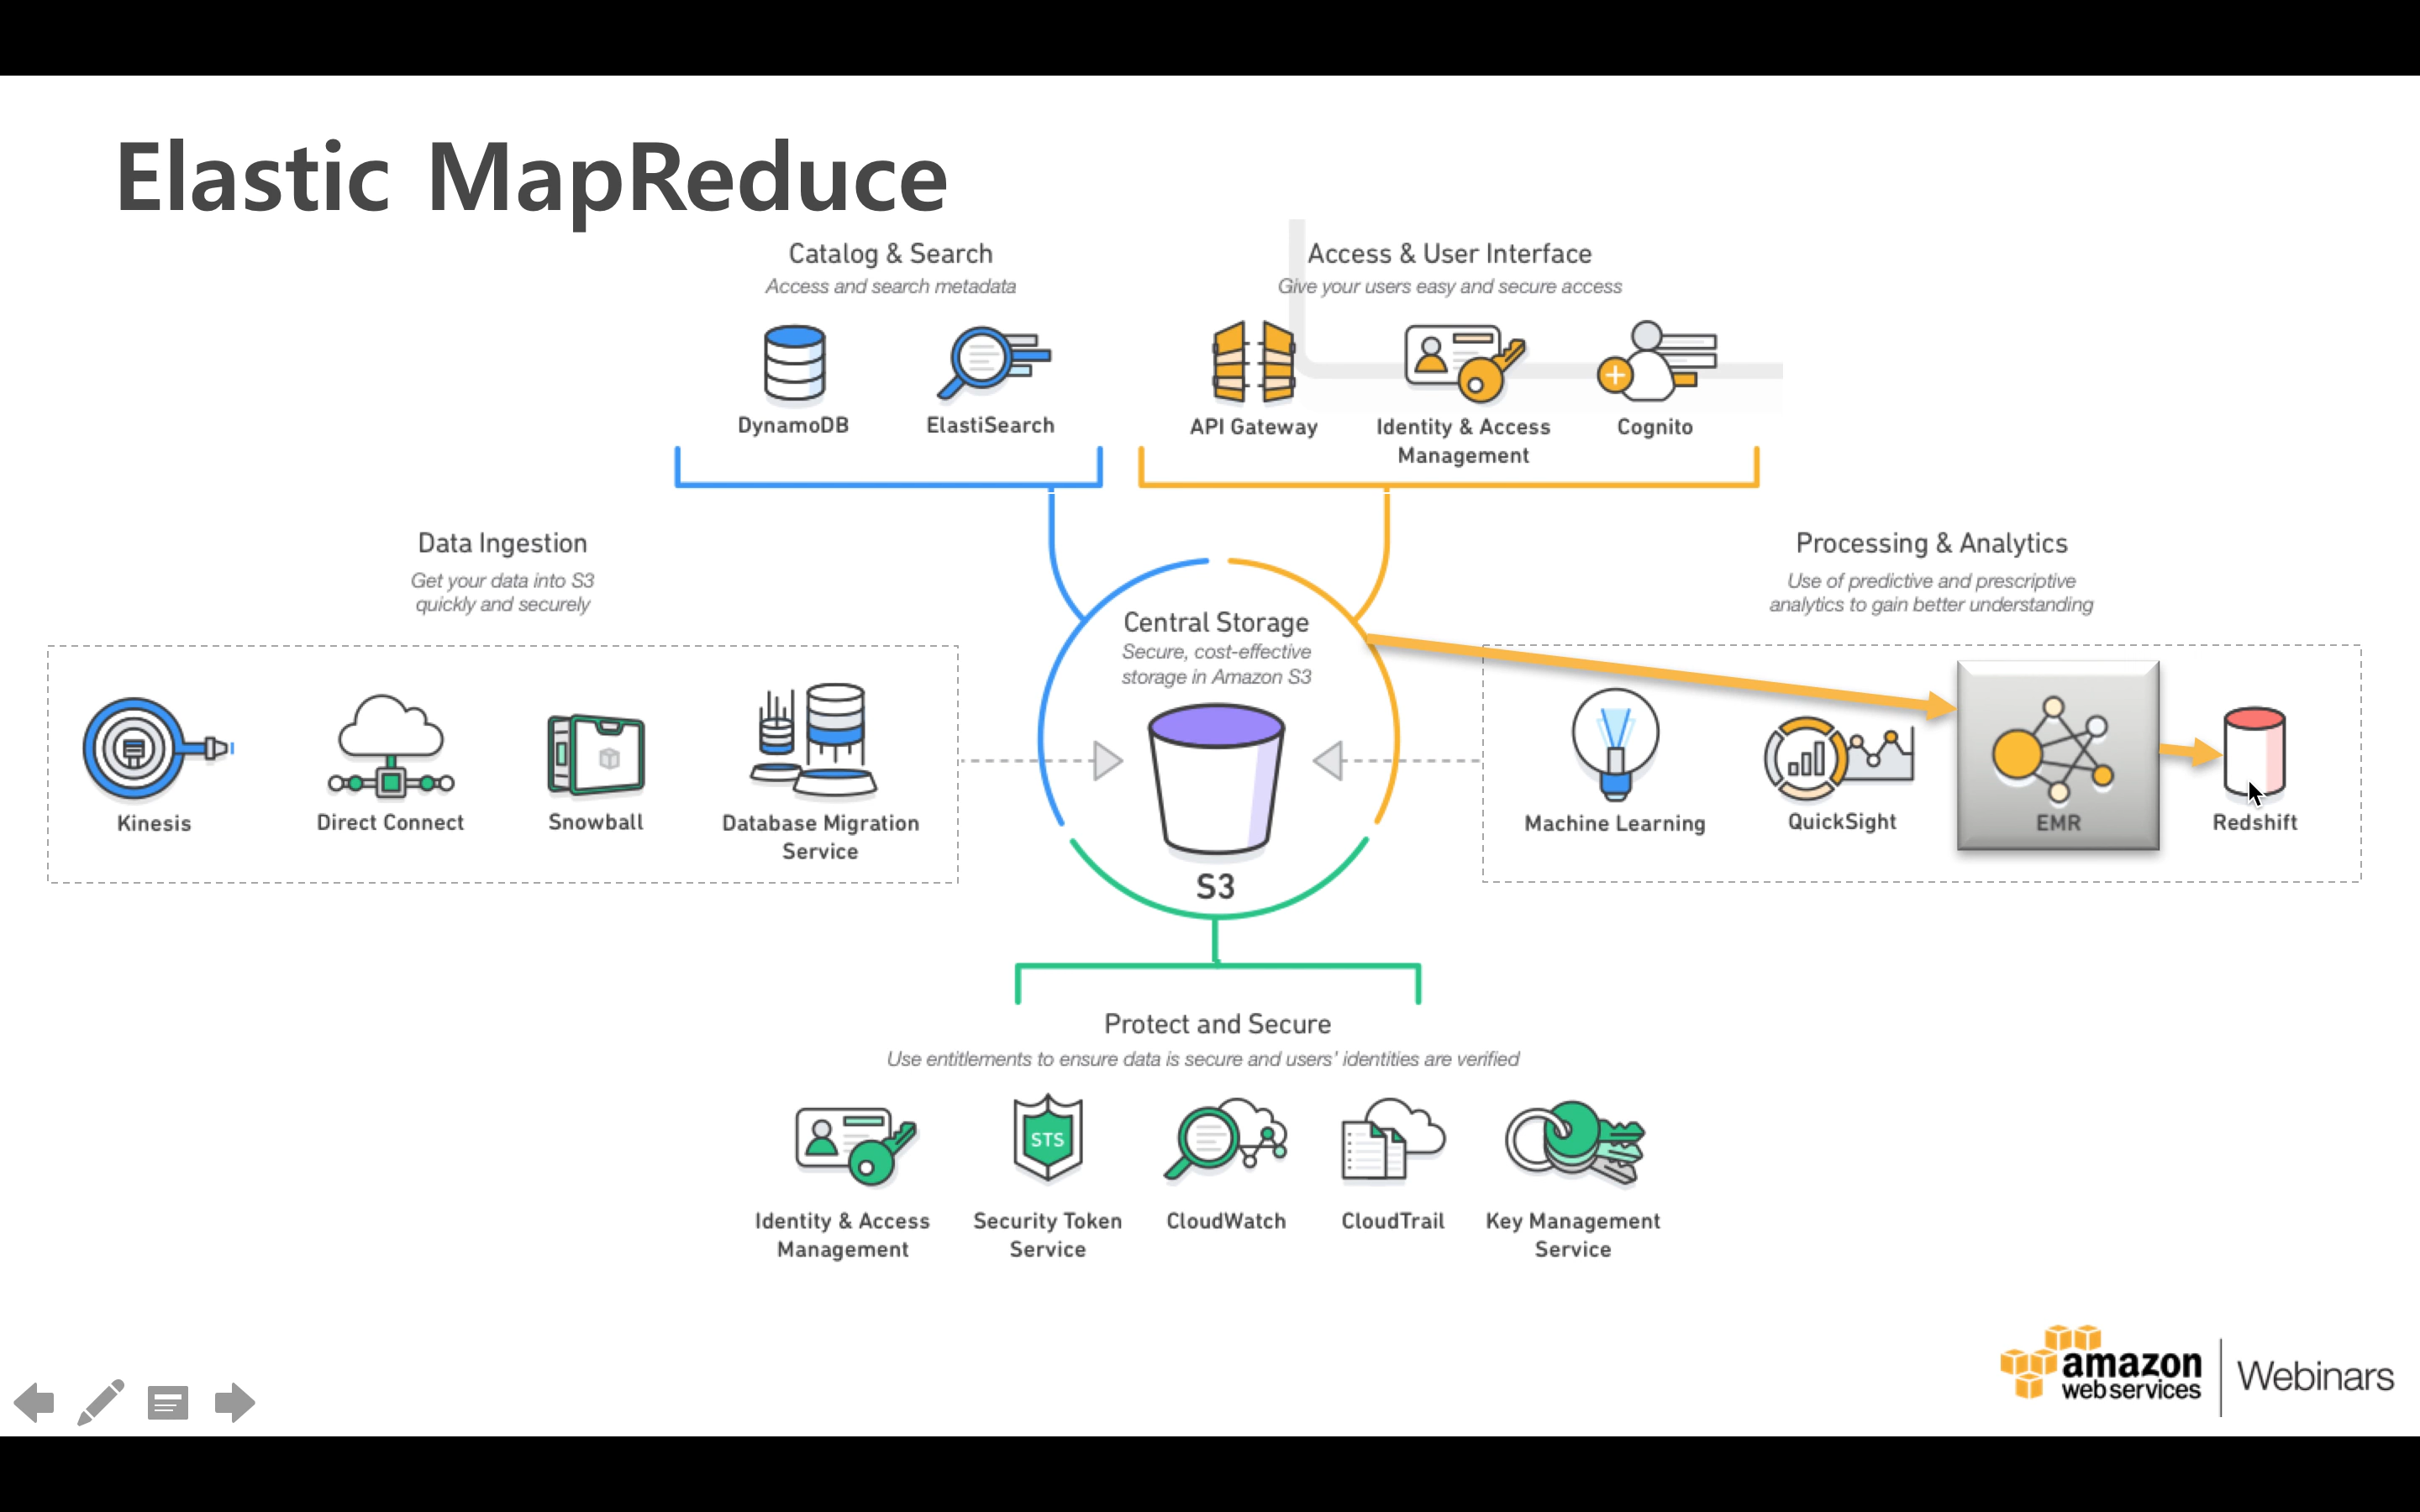 Elastic MapReduce
Catalog & Search
Access and search metadata
DynamoDB
ElastiSearch
Access & User Interface
Give your users easy and secure access
API Gateway
Identity & Access
Management
Cognito
Data Ingestion
Get your data into S3
quickly and securely
Kinesis
Direct Connect
Snowball
Database Migration
Service
Central Storage
Secure, cost-effective
storage in Amazon S3
S3
Processing & Analytics
Use of predictive and prescriptive
analytics to gain better understanding
Machine Learning
QuickSight
EMR
Redshift
Protect and Secure
Use entitlements to ensure data is secure and users' identities are verified
Identity & Access
Management
STS
Security Token
Service
CloudWatch
CloudTrail
Key Management
Service
amazon
web services
Webinars